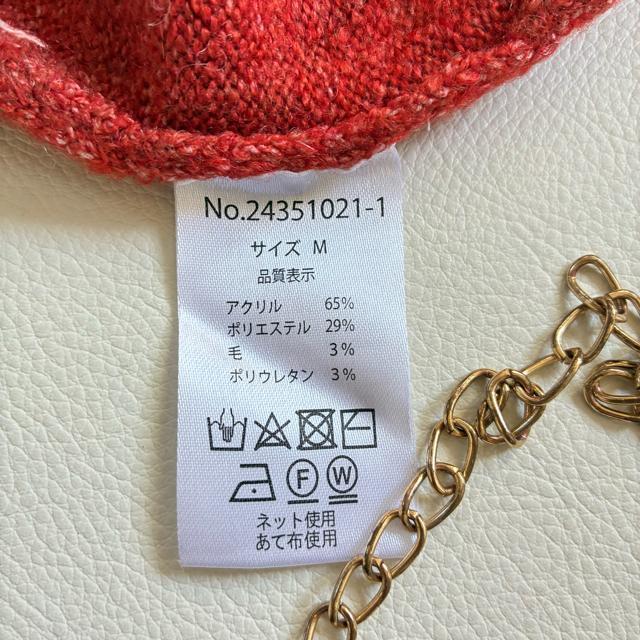 No.24351021-1
サイズ M
品質表示
アクリル 65%
ポリエステル 29%
毛 3%
ポリウレタン 3%
F W
ネット使用
あて布使用